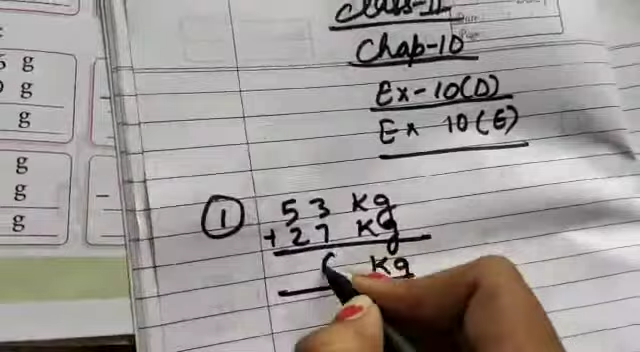 g
g
g
g
g
g
Class-II
Chap-10
Ex-10(D)
Ex 10(E)
① 53 kg
+27 kg
kg